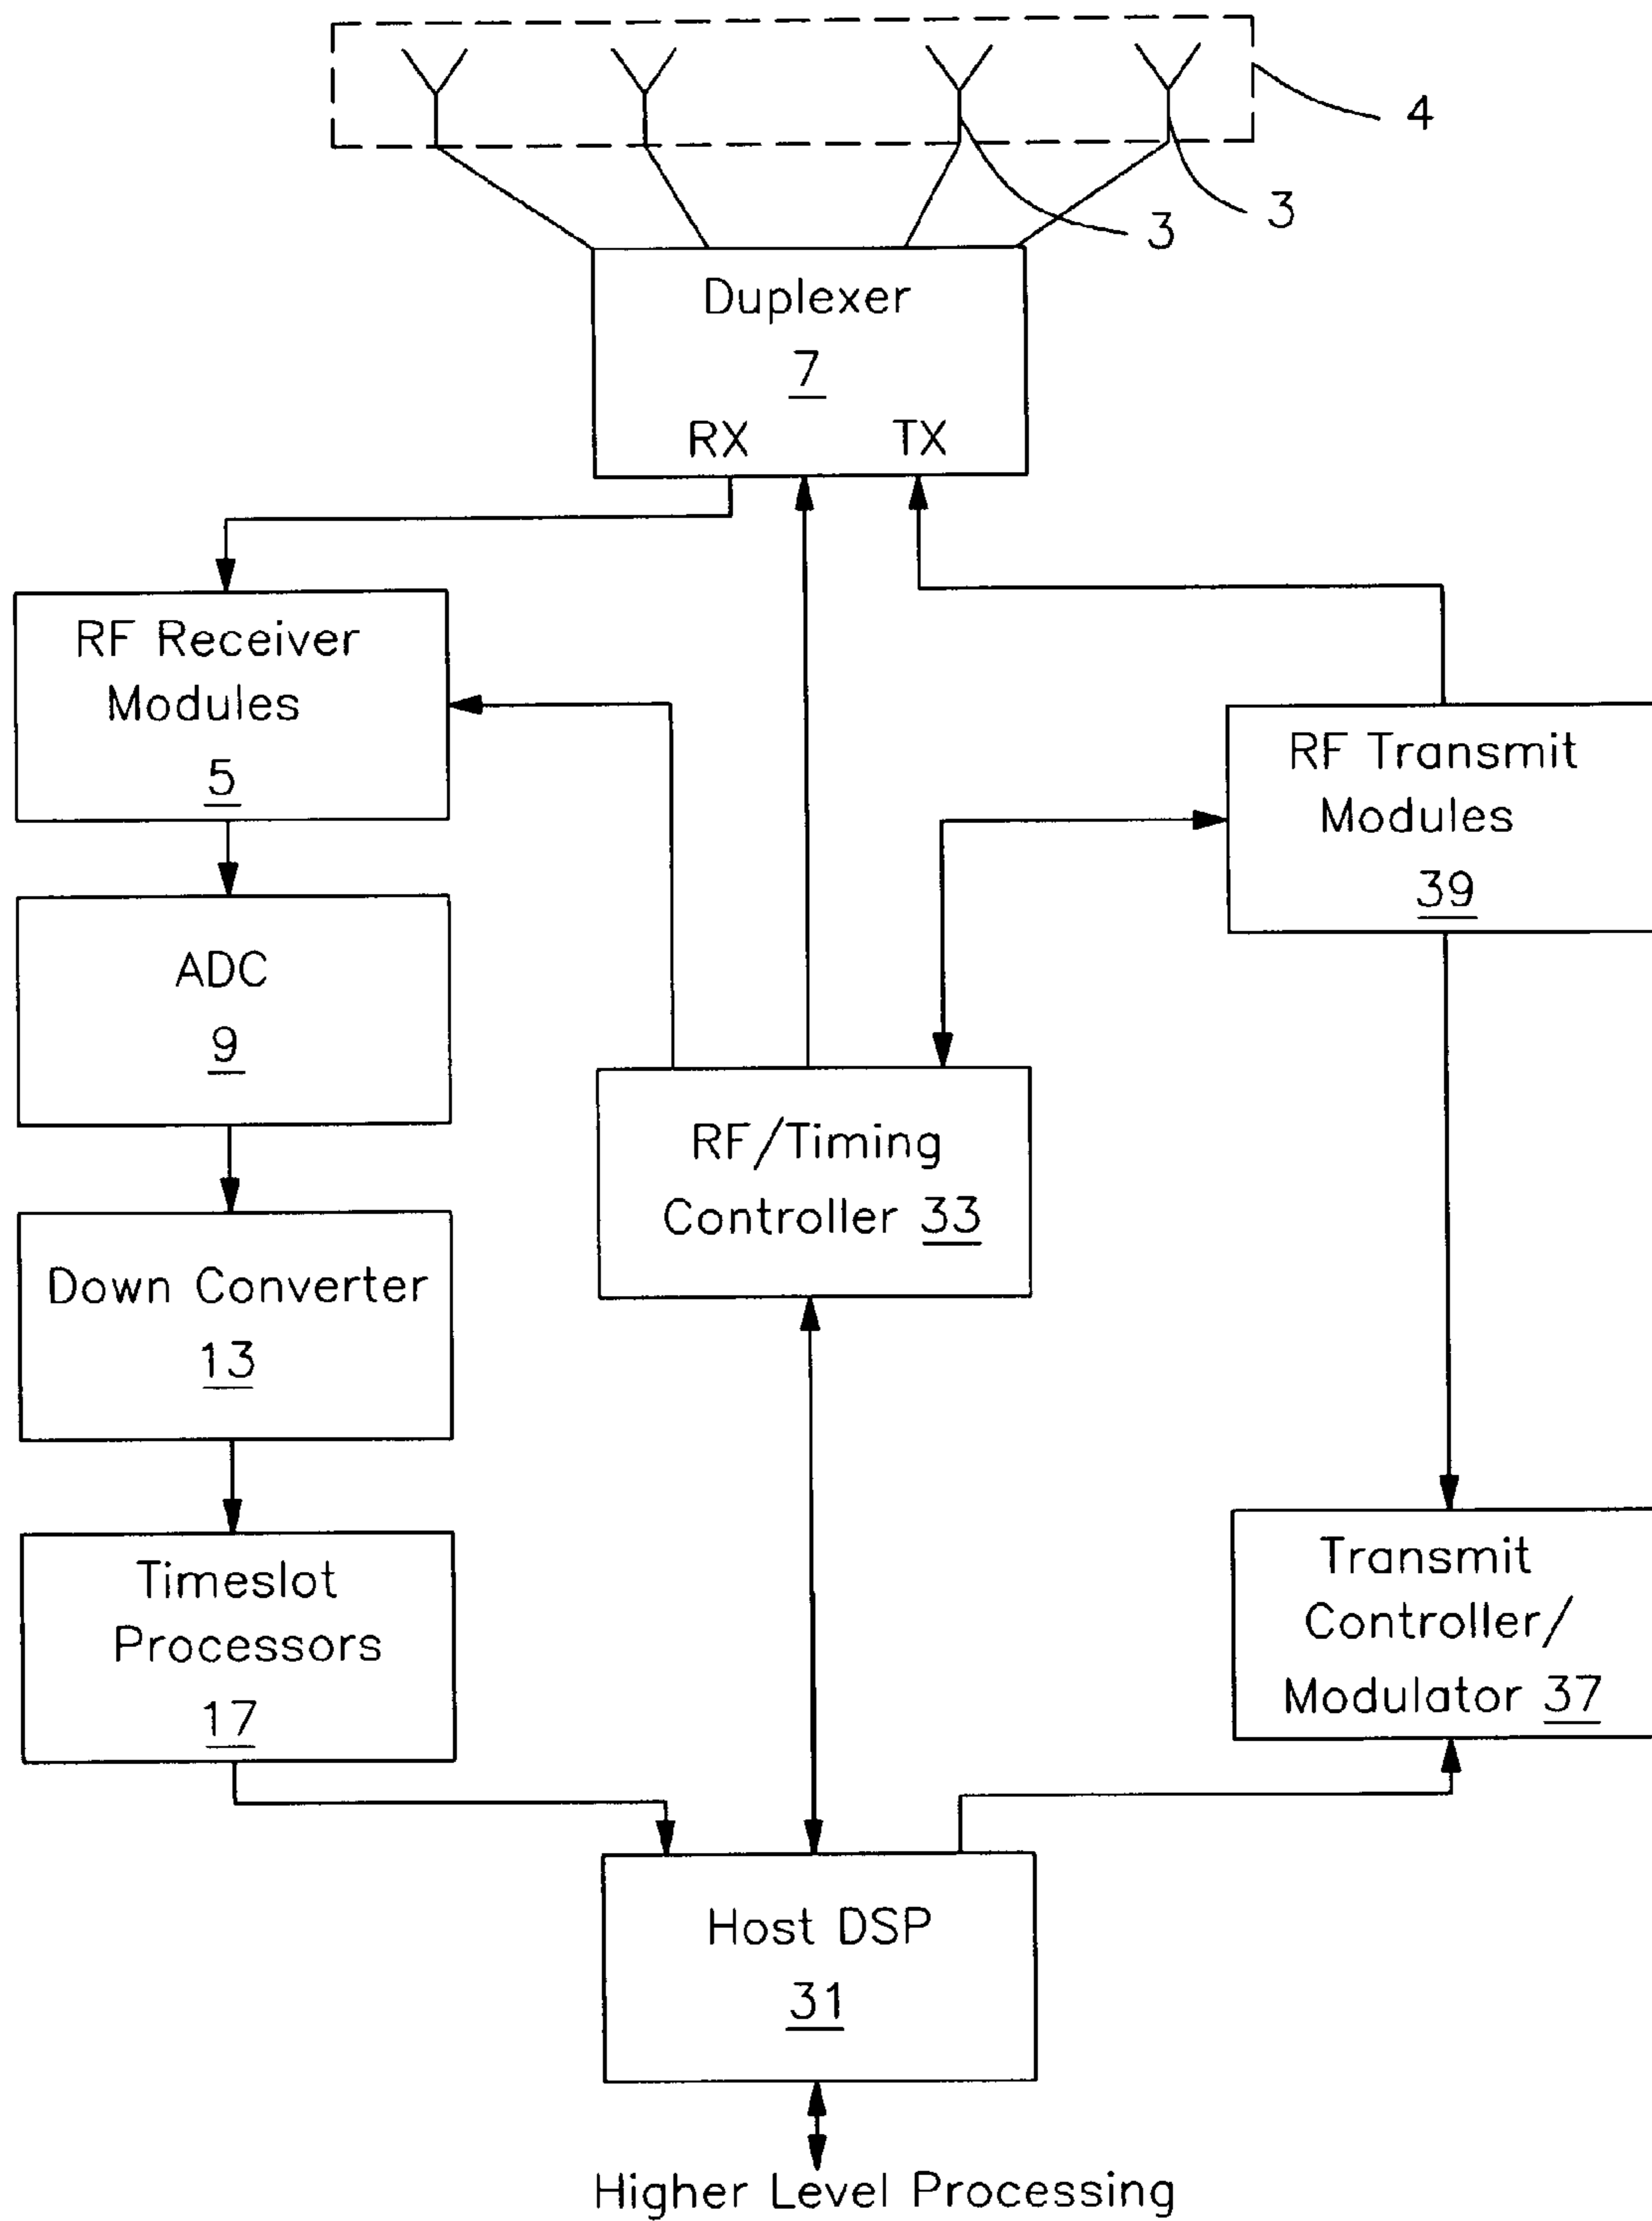 4
3
3
Duplexer
7
RX TX
RF Receiver
Modules
5
RF Transmit
Modules
39
ADC
9
RF/Timing
Controller 33
Down Converter
13
Timeslot
Processors
17
Transmit
Controller/
Modulator 37
Host DSP
31
Higher Level Processing